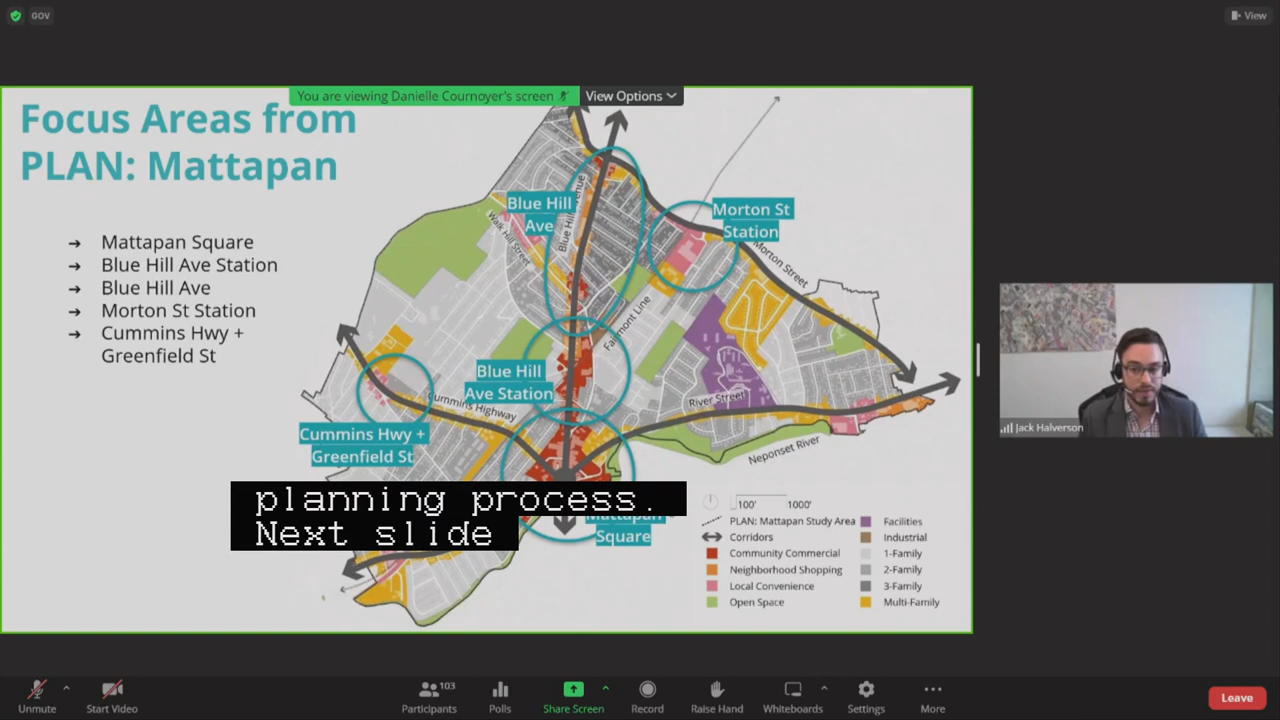 GOV
View
You are viewing Danielle Cournoyer's screen
View Options
Focus Areas from
PLAN: Mattapan
➔ Mattapan Square
➔ Blue Hill Ave Station
➔ Blue Hill Ave
➔ Morton St Station
➔ Cummins Hwy +
Greenfield St
Blue Hill
Ave
Blue Hill Avenue
Walk Hill Street
Morton St
Station
Morton Street
Fairmont Line
Blue Hill
Ave Station
River Street
Cummins Highway
Cummins Hwy +
Greenfield St
Neponset River
Mattapan
Square
planning process.
Next slide
100'
1000'
PLAN: Mattapan Study Area
Corridors
Community Commercial
Neighborhood Shopping
Local Convenience
Open Space
Facilities
Industrial
1-Family
2-Family
3-Family
Multi-Family
Jack Halverson
Unmute
Start Video
103
Participants
Polls
Share Screen
Record
Raise Hand
Whiteboards
Settings
More
Leave